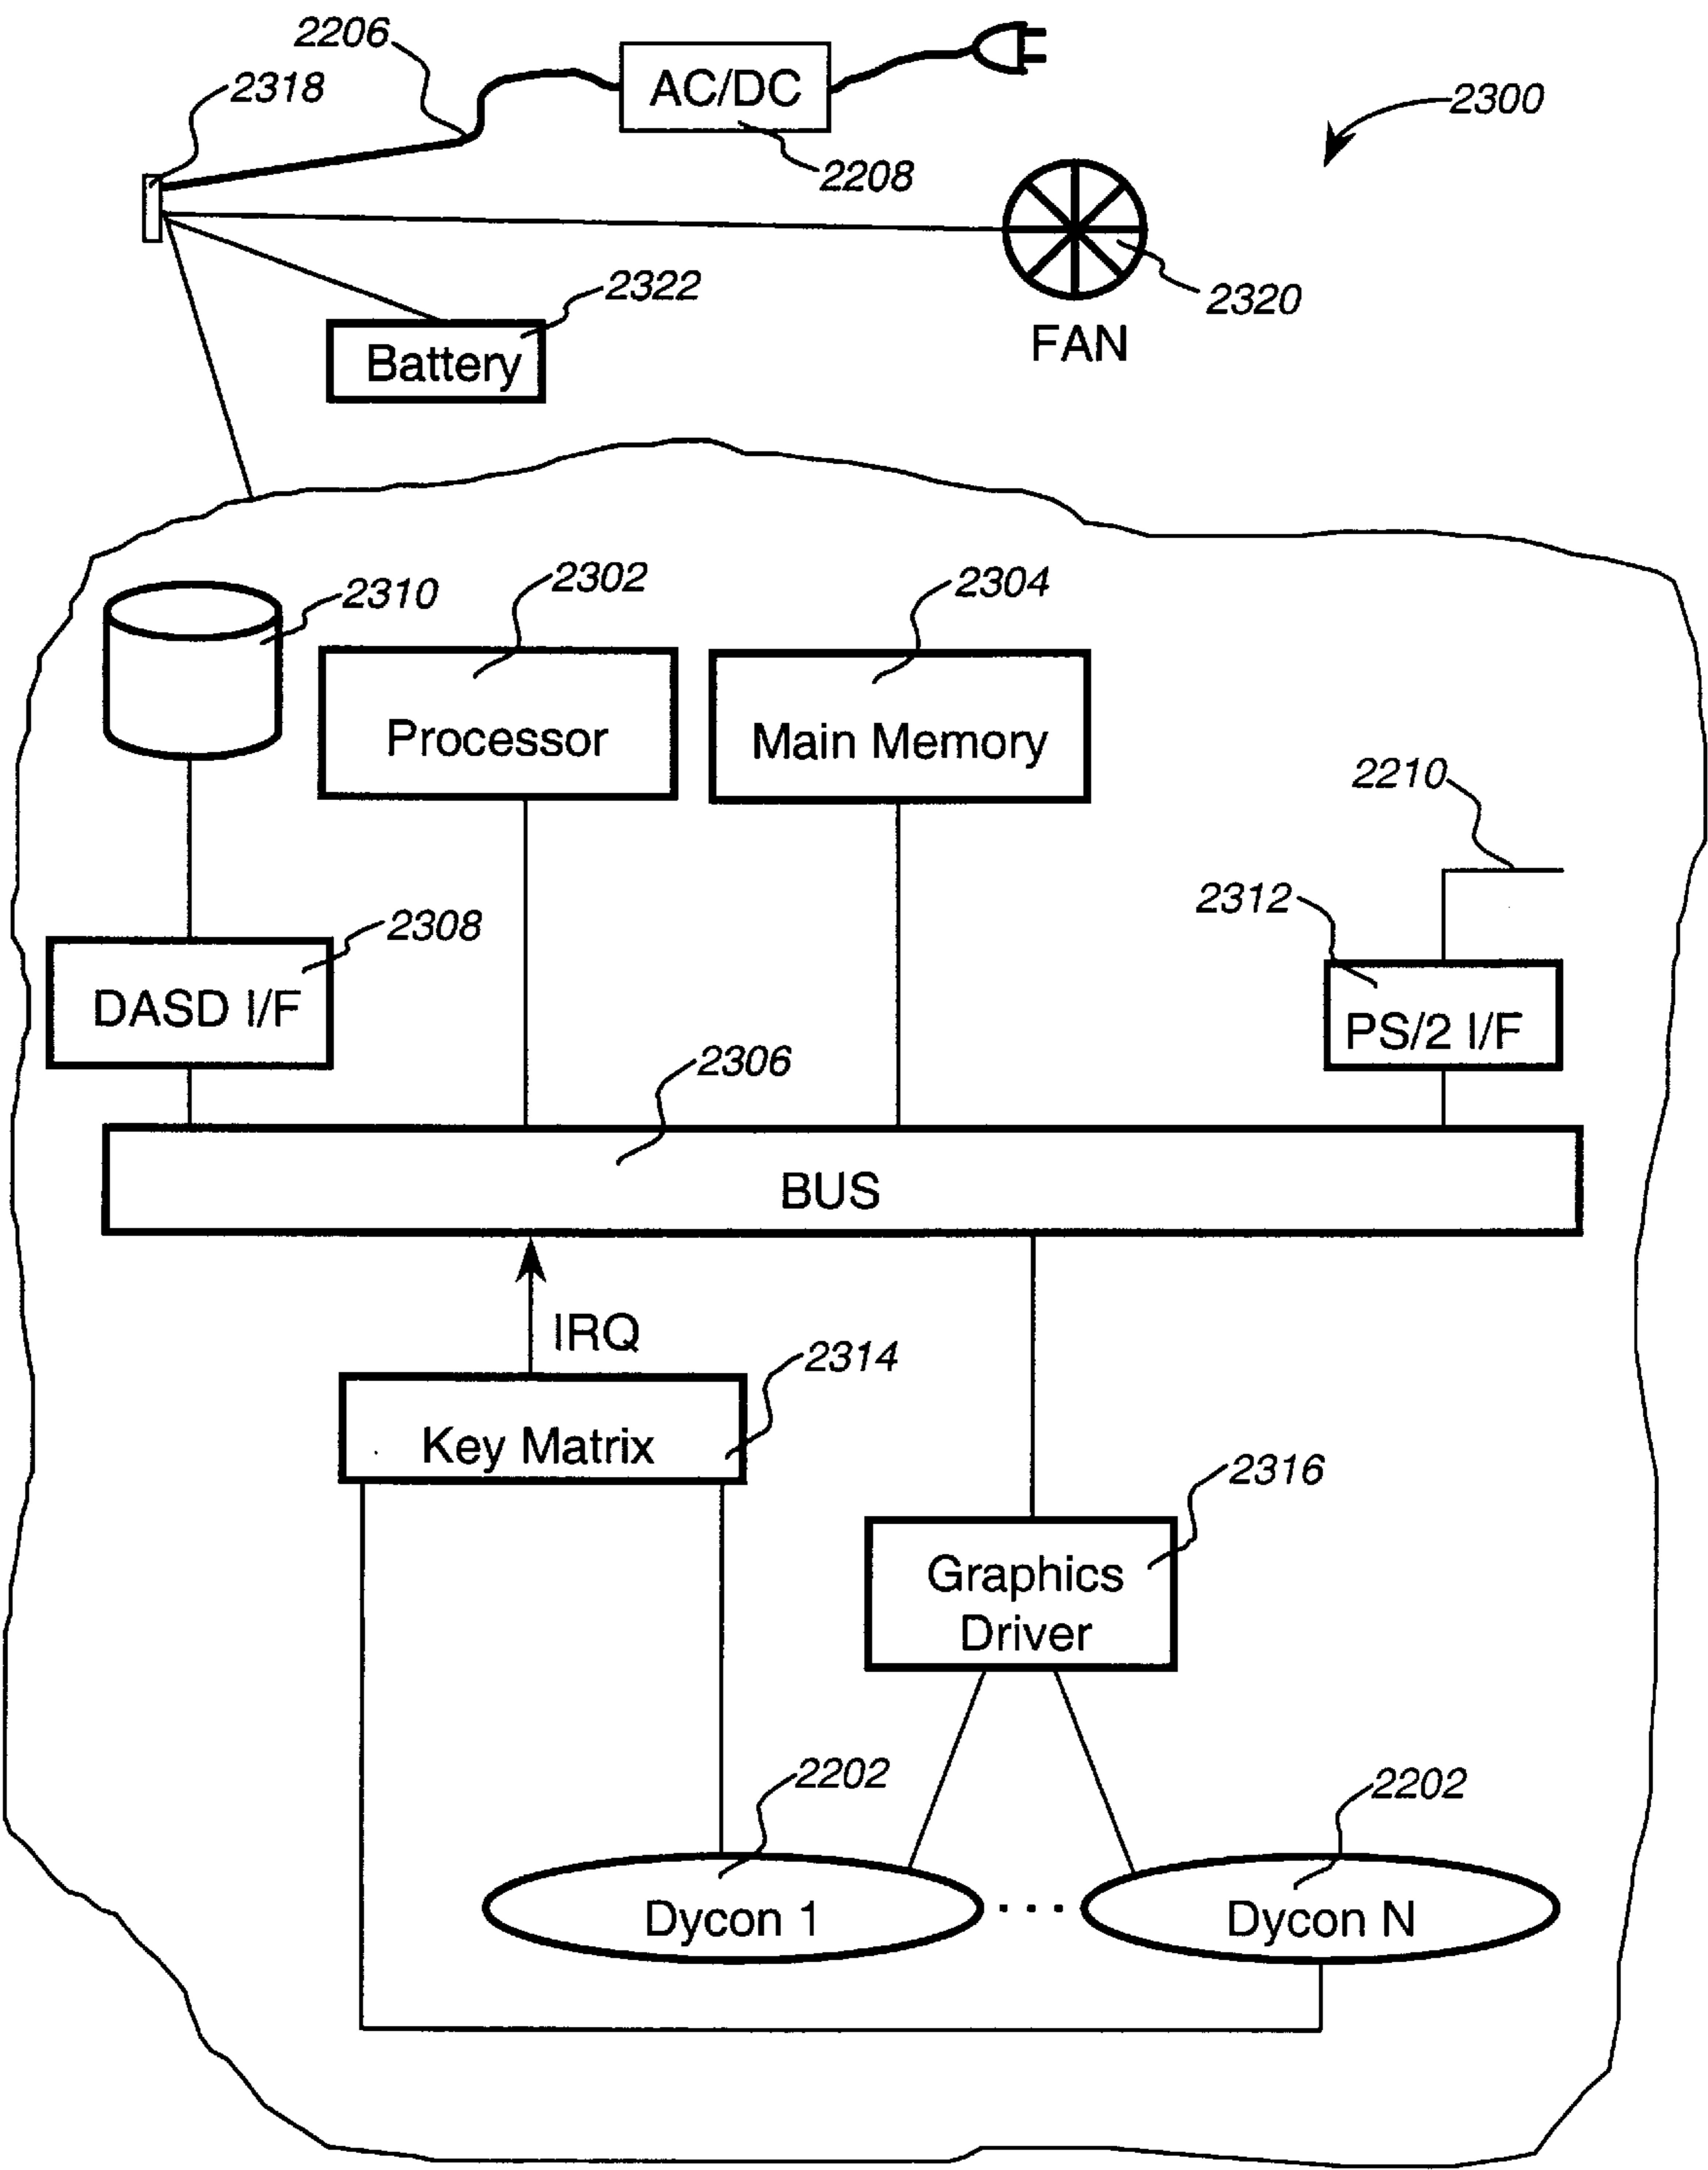 2206
2318
AC/DC
2300
2208
2322
2320
FAN
Battery
2310
2302
2304
Processor
Main Memory
2210
2312
2308
DASD I/F
PS/2 I/F
2306
BUS
IRQ
2314
Key Matrix
2316
Graphics
Driver
2202
2202
Dycon 1
...
Dycon N